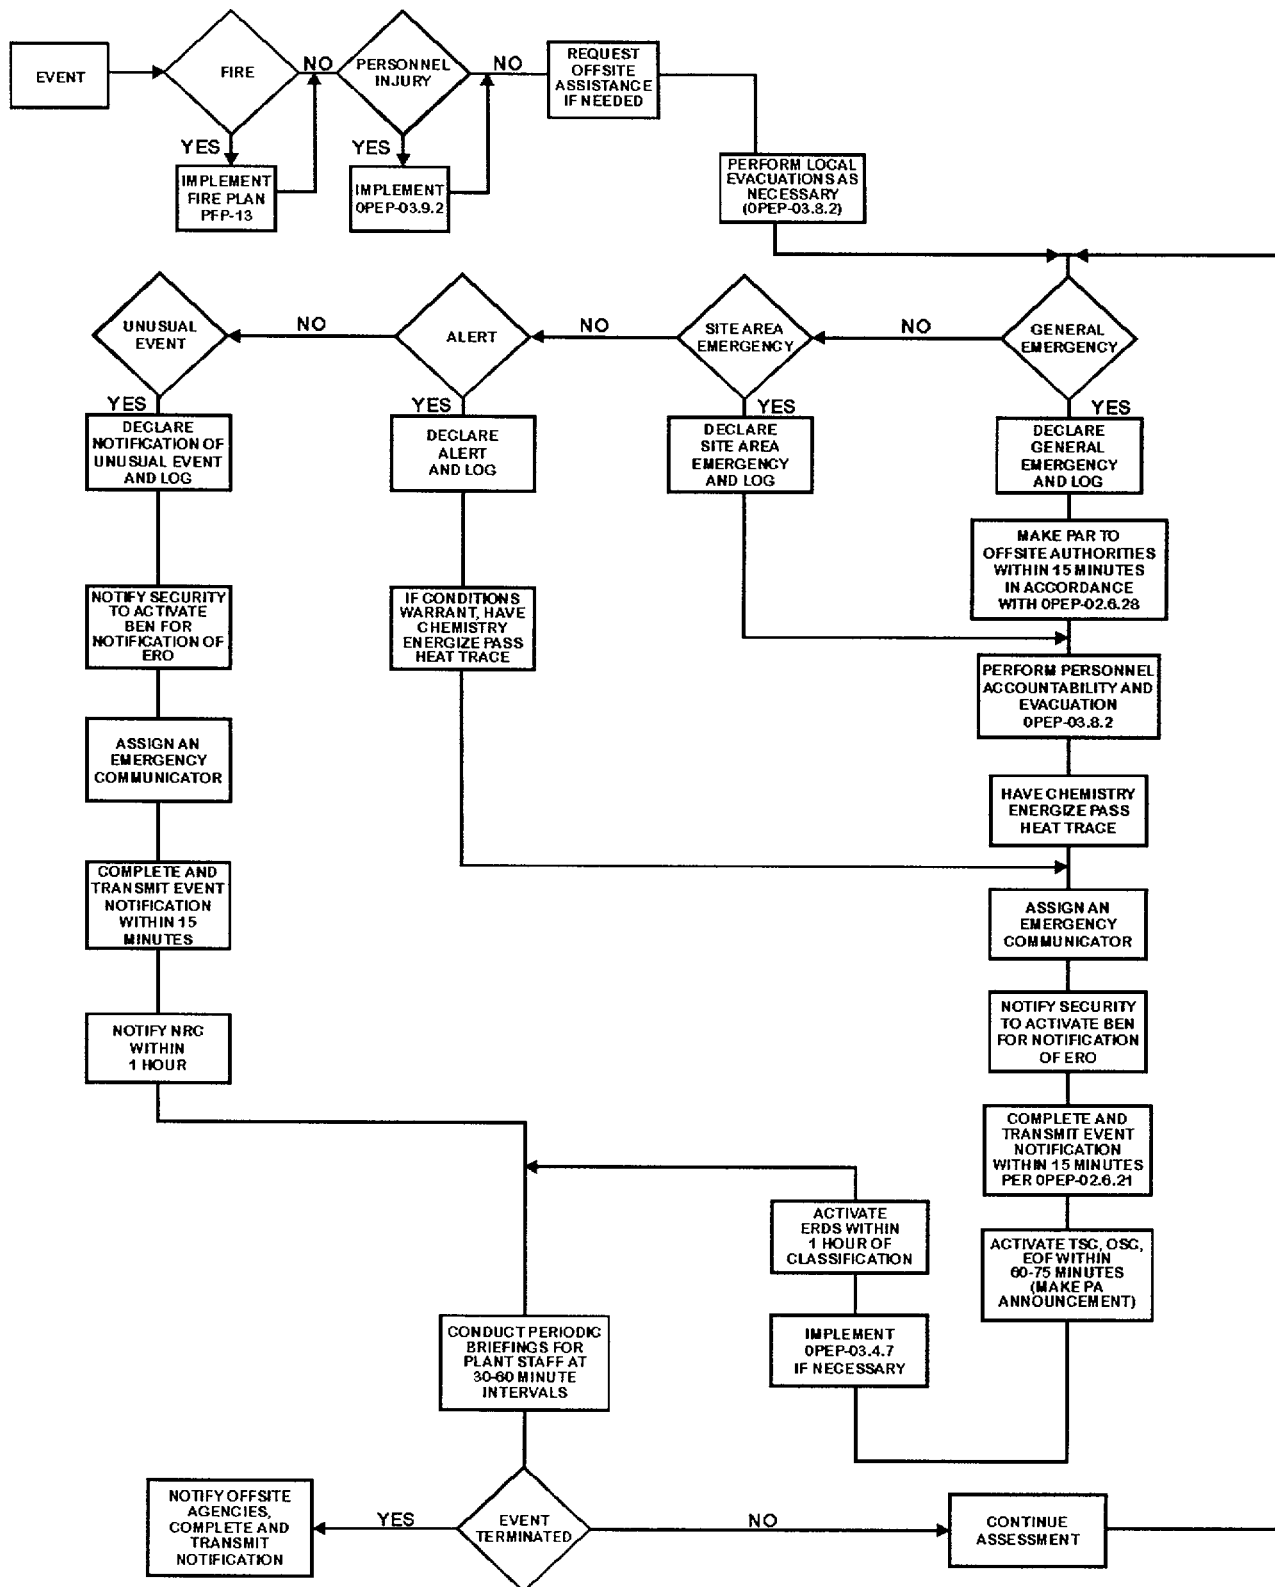 EVENT
FIRE
NO
PERSONNEL
INJURY
NO
REQUEST
OFFSITE
ASSISTANCE
IF NEEDED
YES
IMPLEMENT
FIRE PLAN
PFP-13
YES
IMPLEMENT
0PEP-03.9.2
PERFORM LOCAL
EVACUATIONS AS
NECESSARY
(0PEP-03.8.2)
UNUSUAL
EVENT
NO
ALERT
NO
SITE AREA
EMERGENCY
NO
GENERAL
EMERGENCY
YES
DECLARE
NOTIFICATION OF
UNUSUAL EVENT
AND LOG
YES
DECLARE
ALERT
AND LOG
YES
DECLARE
SITE AREA
EMERGENCY
AND LOG
YES
DECLARE
GENERAL
EMERGENCY
AND LOG
MAKE PAR TO
OFFSITE AUTHORITIES
WITHIN 15 MINUTES
IN ACCORDANCE
WITH 0PEP-02.6.28
NOTIFY SECURITY
TO ACTIVATE
BEN FOR
NOTIFICATION OF
ERO
IF CONDITIONS
WARRANT, HAVE
CHEMISTRY
ENERGIZE PASS
HEAT TRACE
PERFORM PERSONNEL
ACCOUNTABILITY AND
EVACUATION
0PEP-03.8.2
ASSIGN AN
EMERGENCY
COMMUNICATOR
HAVE CHEMISTRY
ENERGIZE PASS
HEAT TRACE
COMPLETE AND
TRANSMIT EVENT
NOTIFICATION
WITHIN 15
MINUTES
ASSIGN AN
EMERGENCY
COMMUNICATOR
NOTIFY NRC
WITHIN
1 HOUR
NOTIFY SECURITY
TO ACTIVATE BEN
FOR NOTIFICATION
OF ERO
COMPLETE AND
TRANSMIT EVENT
NOTIFICATION
WITHIN 15 MINUTES
PER 0PEP-02.6.21
ACTIVATE
ERDS WITHIN
1 HOUR OF
CLASSIFICATION
ACTIVATE TSC, OSC,
EOF WITHIN
60-75 MINUTES
(MAKE PA
ANNOUNCEMENT)
CONDUCT PERIODIC
BRIEFINGS FOR
PLANT STAFF AT
30-60 MINUTE
INTERVALS
IMPLEMENT
0PEP-03.4.7
IF NECESSARY
NOTIFY OFFSITE
AGENCIES,
COMPLETE AND
TRANSMIT
NOTIFICATION
YES
EVENT
TERMINATED
NO
CONTINUE
ASSESSMENT